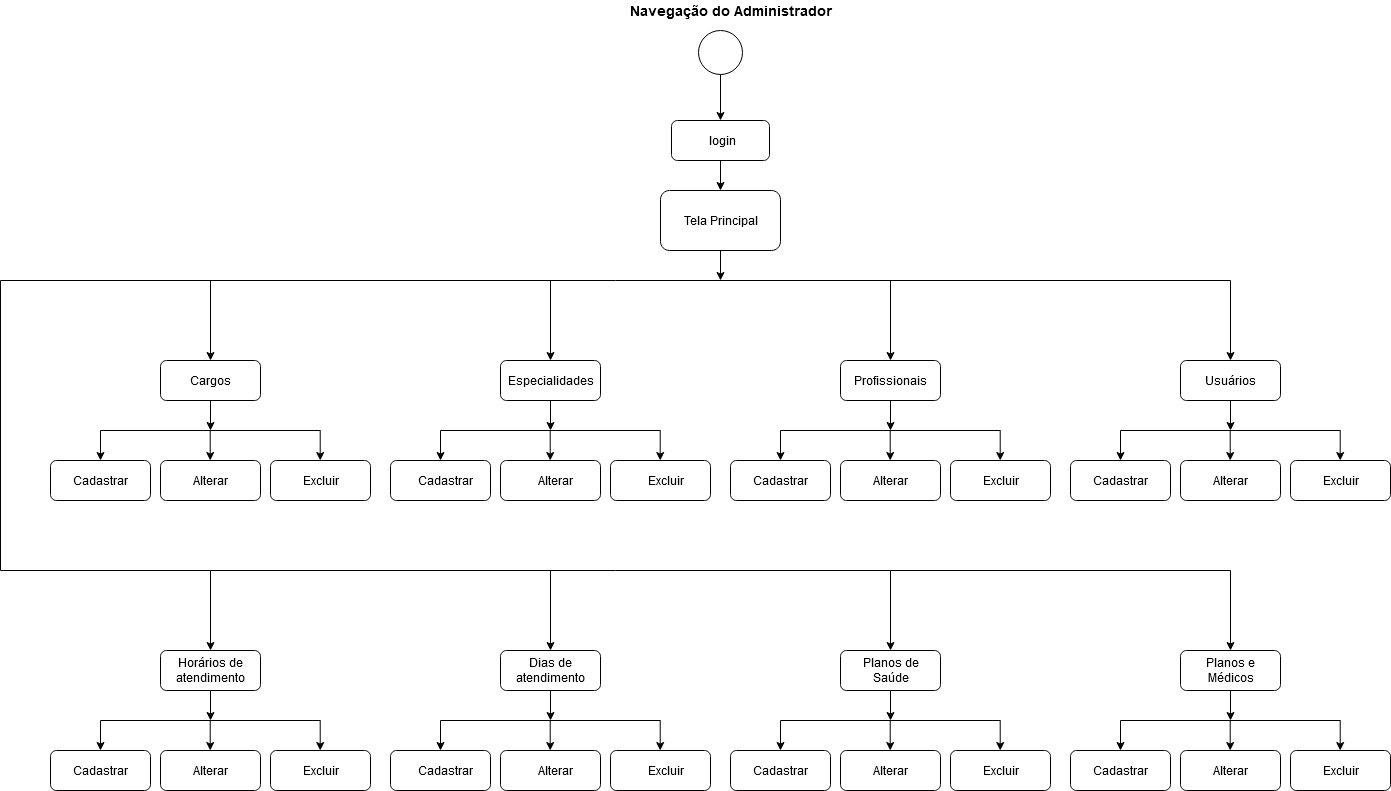 Navegação do Administrador
login
Tela Principal
Cargos
Especialidades
Profissionais
Usuários
Cadastrar
Alterar
Excluir
Cadastrar
Alterar
Excluir
Cadastrar
Alterar
Excluir
Cadastrar
Alterar
Excluir
Horários de
atendimento
Dias de
atendimento
Planos de
Saúde
Planos e
Médicos
Cadastrar
Alterar
Excluir
Cadastrar
Alterar
Excluir
Cadastrar
Alterar
Excluir
Cadastrar
Alterar
Excluir